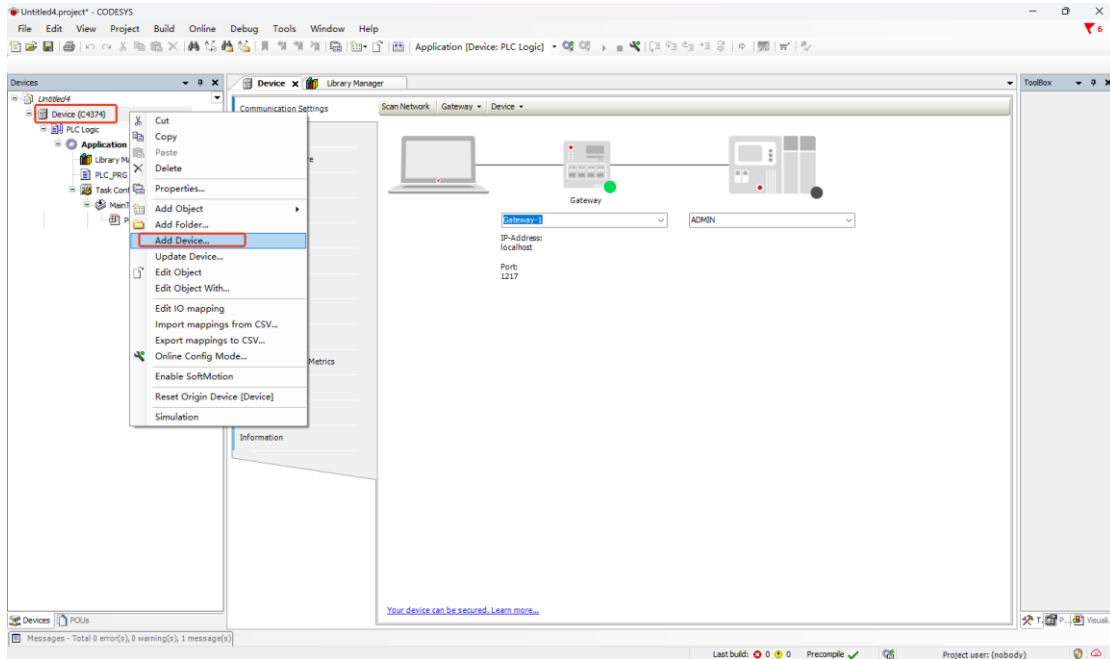 Untitled4.project* - CODESYS
File Edit View Project Build Online Debug Tools Window Help
6
Application [Device: PLC Logic]
Devices
Untitled4
Device (C4374)
PLC Logic
Application
Library Ma
PLC_PRG
Task Conf
MainT
P
Cut
Copy
Paste
Delete
Properties...
Add Object
Add Folder...
Add Device...
Update Device...
Edit Object
Edit Object With...
Edit IO mapping
Import mappings from CSV...
Export mappings to CSV...
Online Config Mode...
Enable SoftMotion
Reset Origin Device [Device]
Simulation
Device Library Manager
Communication Settings
Metrics
Information
Scan Network Gateway Device
Gateway
Gateway-1
ADMIN
IP-Address:
localhost
Port:
1217
Your device can be secured. Learn more...
ToolBox
Devices POUs
T. P... Visuali.
Messages - Total 0 error(s), 0 warning(s), 1 message(s)
Last build: 0 0 Precompile Project user: (nobody)